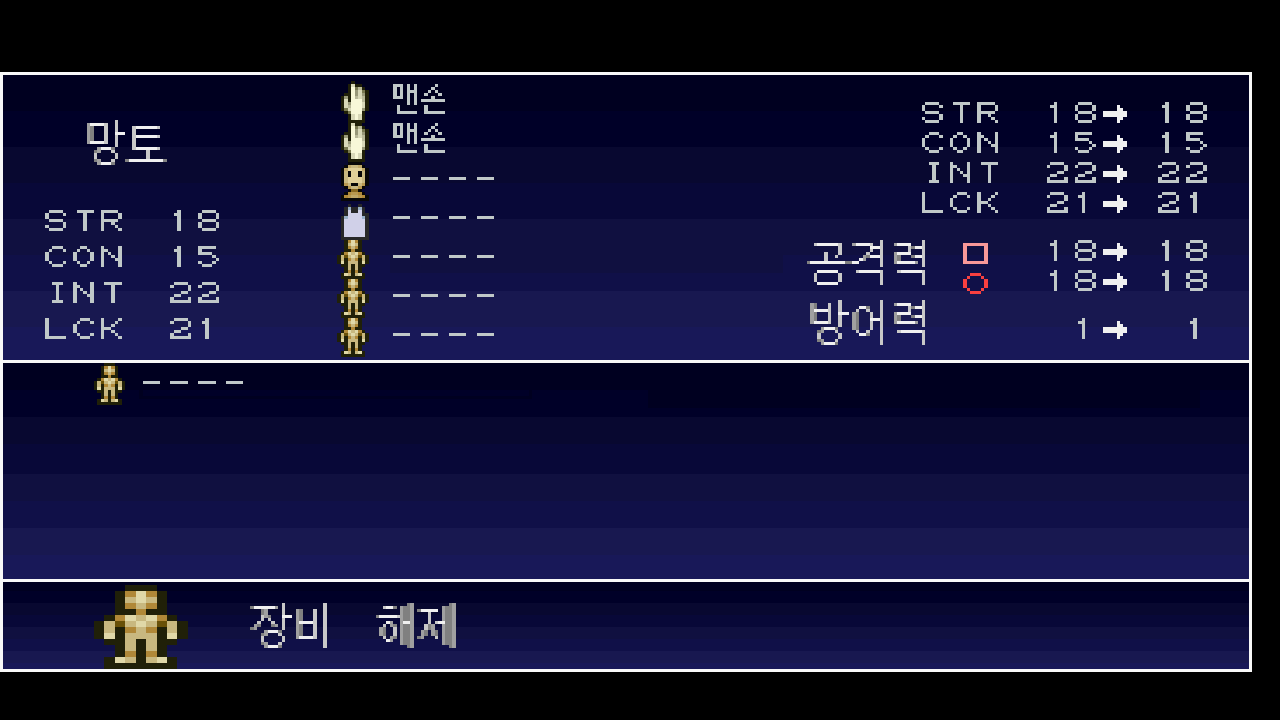 망토
STR 18
CON 15
INT 22
LCK 21
맨손
맨손
----
----
----
----
----
STR 18➡ 18
CON 15➡ 15
INT 22➡ 22
LCK 21➡ 21
공격력 □ 18➡ 18
○ 18➡ 18
방어력 1➡ 1
----
장비 해제